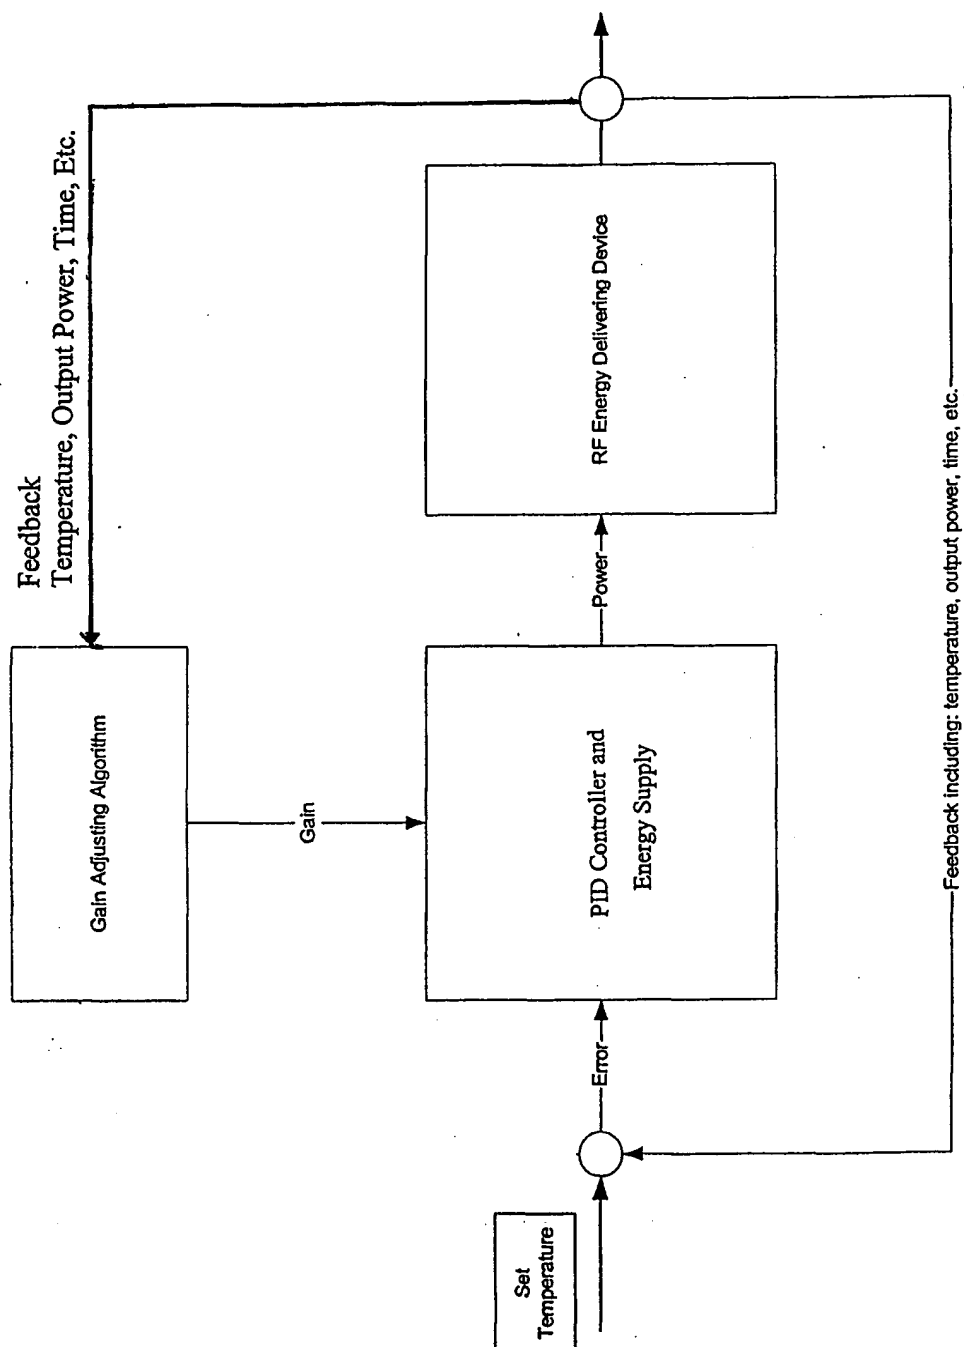 Feedback
Temperature, Output Power, Time, Etc.
Gain Adjusting Algorithm
Gain
Set
Temperature
Error
PID Controller and
Energy Supply
Power
RF Energy Delivering Device
Feedback including: temperature, output power, time, etc.